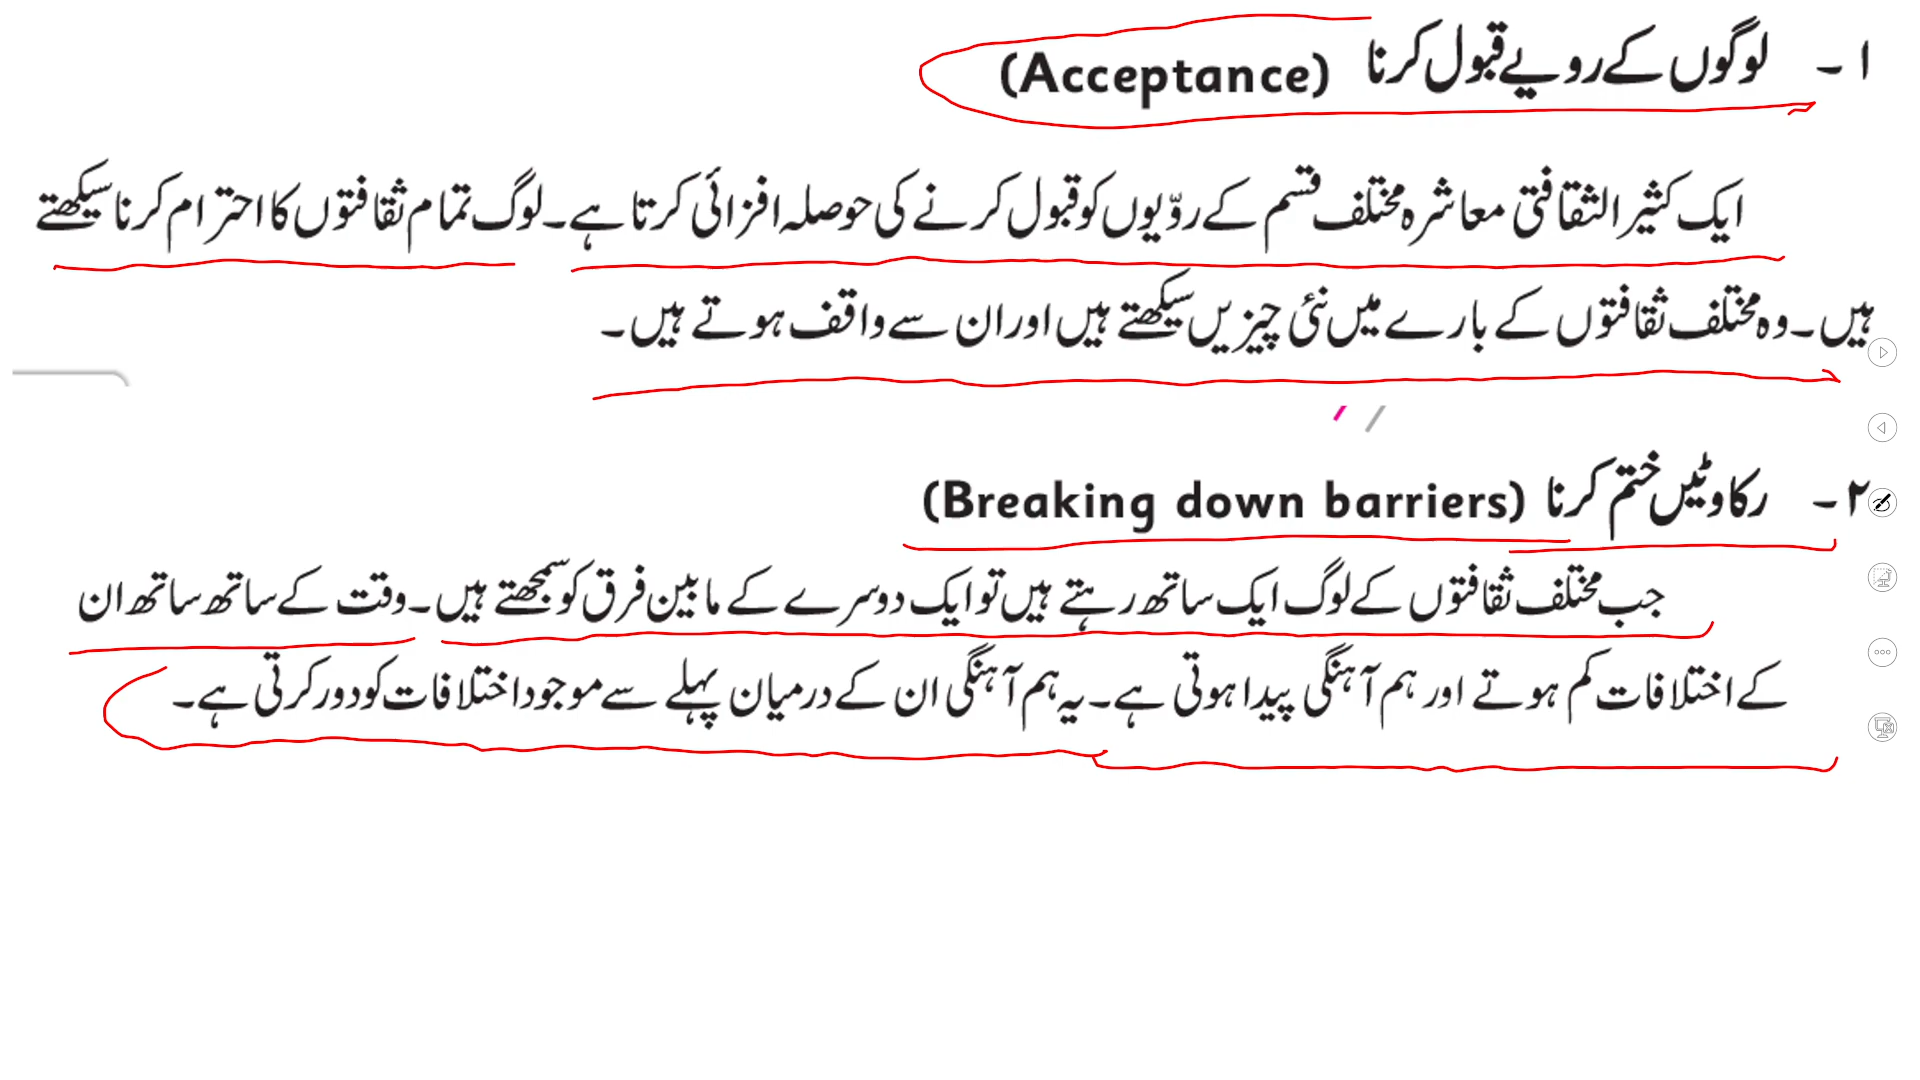 ۱ ۔ لوگوں کے رویے قبول کرنا (Acceptance)
ایک کثیر الثقافتی معاشرہ مختلف قسم کے روّیوں کو قبول کرنے کی حوصلہ افزائی کرتا ہے۔ لوگ تمام ثقافتوں کا احترام کرنا سیکھتے
ہیں۔ وہ مختلف ثقافتوں کے بارے میں نئی چیزیں سیکھتے ہیں اور ان سے واقف ہوتے ہیں۔
۲ ۔ رکاوٹیں ختم کرنا (Breaking down barriers)
جب مختلف ثقافتوں کے لوگ ایک ساتھ رہتے ہیں تو ایک دوسرے کے مابین فرق کو سمجھتے ہیں۔ وقت کے ساتھ ساتھ ان
کے اختلافات کم ہوتے اور ہم آہنگی پیدا ہوتی ہے۔ یہ ہم آہنگی ان کے درمیان پہلے سے موجود اختلافات کو دور کرتی ہے۔